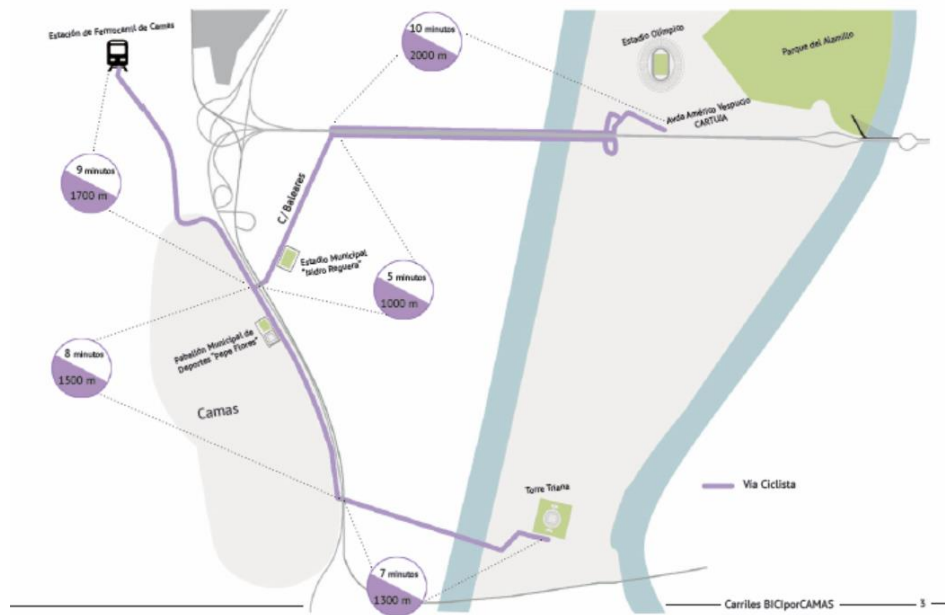 Estación de Ferrocarril de Camas
10 minutos
2000 m
Estadio Olímpico
Parque del Alamillo
Avda Américo Vespucio
CARTUJA
9 minutos
1700 m
C/ Baleares
Estadio Municipal
"Isidro Reguera"
5 minutos
1000 m
Pabellón Municipal de
Deportes "Pepe Flores"
8 minutos
1500 m
Camas
Torre Triana
Vía Ciclista
7 minutos
1300 m
Carriles BICIporCAMAS
3